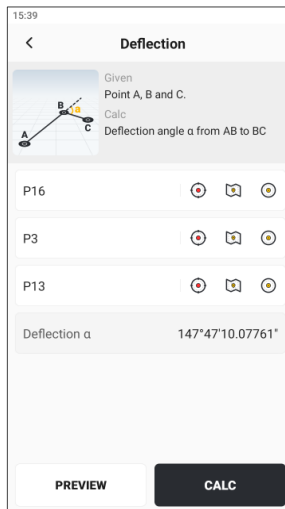 15:39
Deflection
Given
Point A, B and C.
Calc
Deflection angle α from AB to BC
A
B
α
C
P16
P3
P13
Deflection α 147°47'10.07761"
PREVIEW CALC